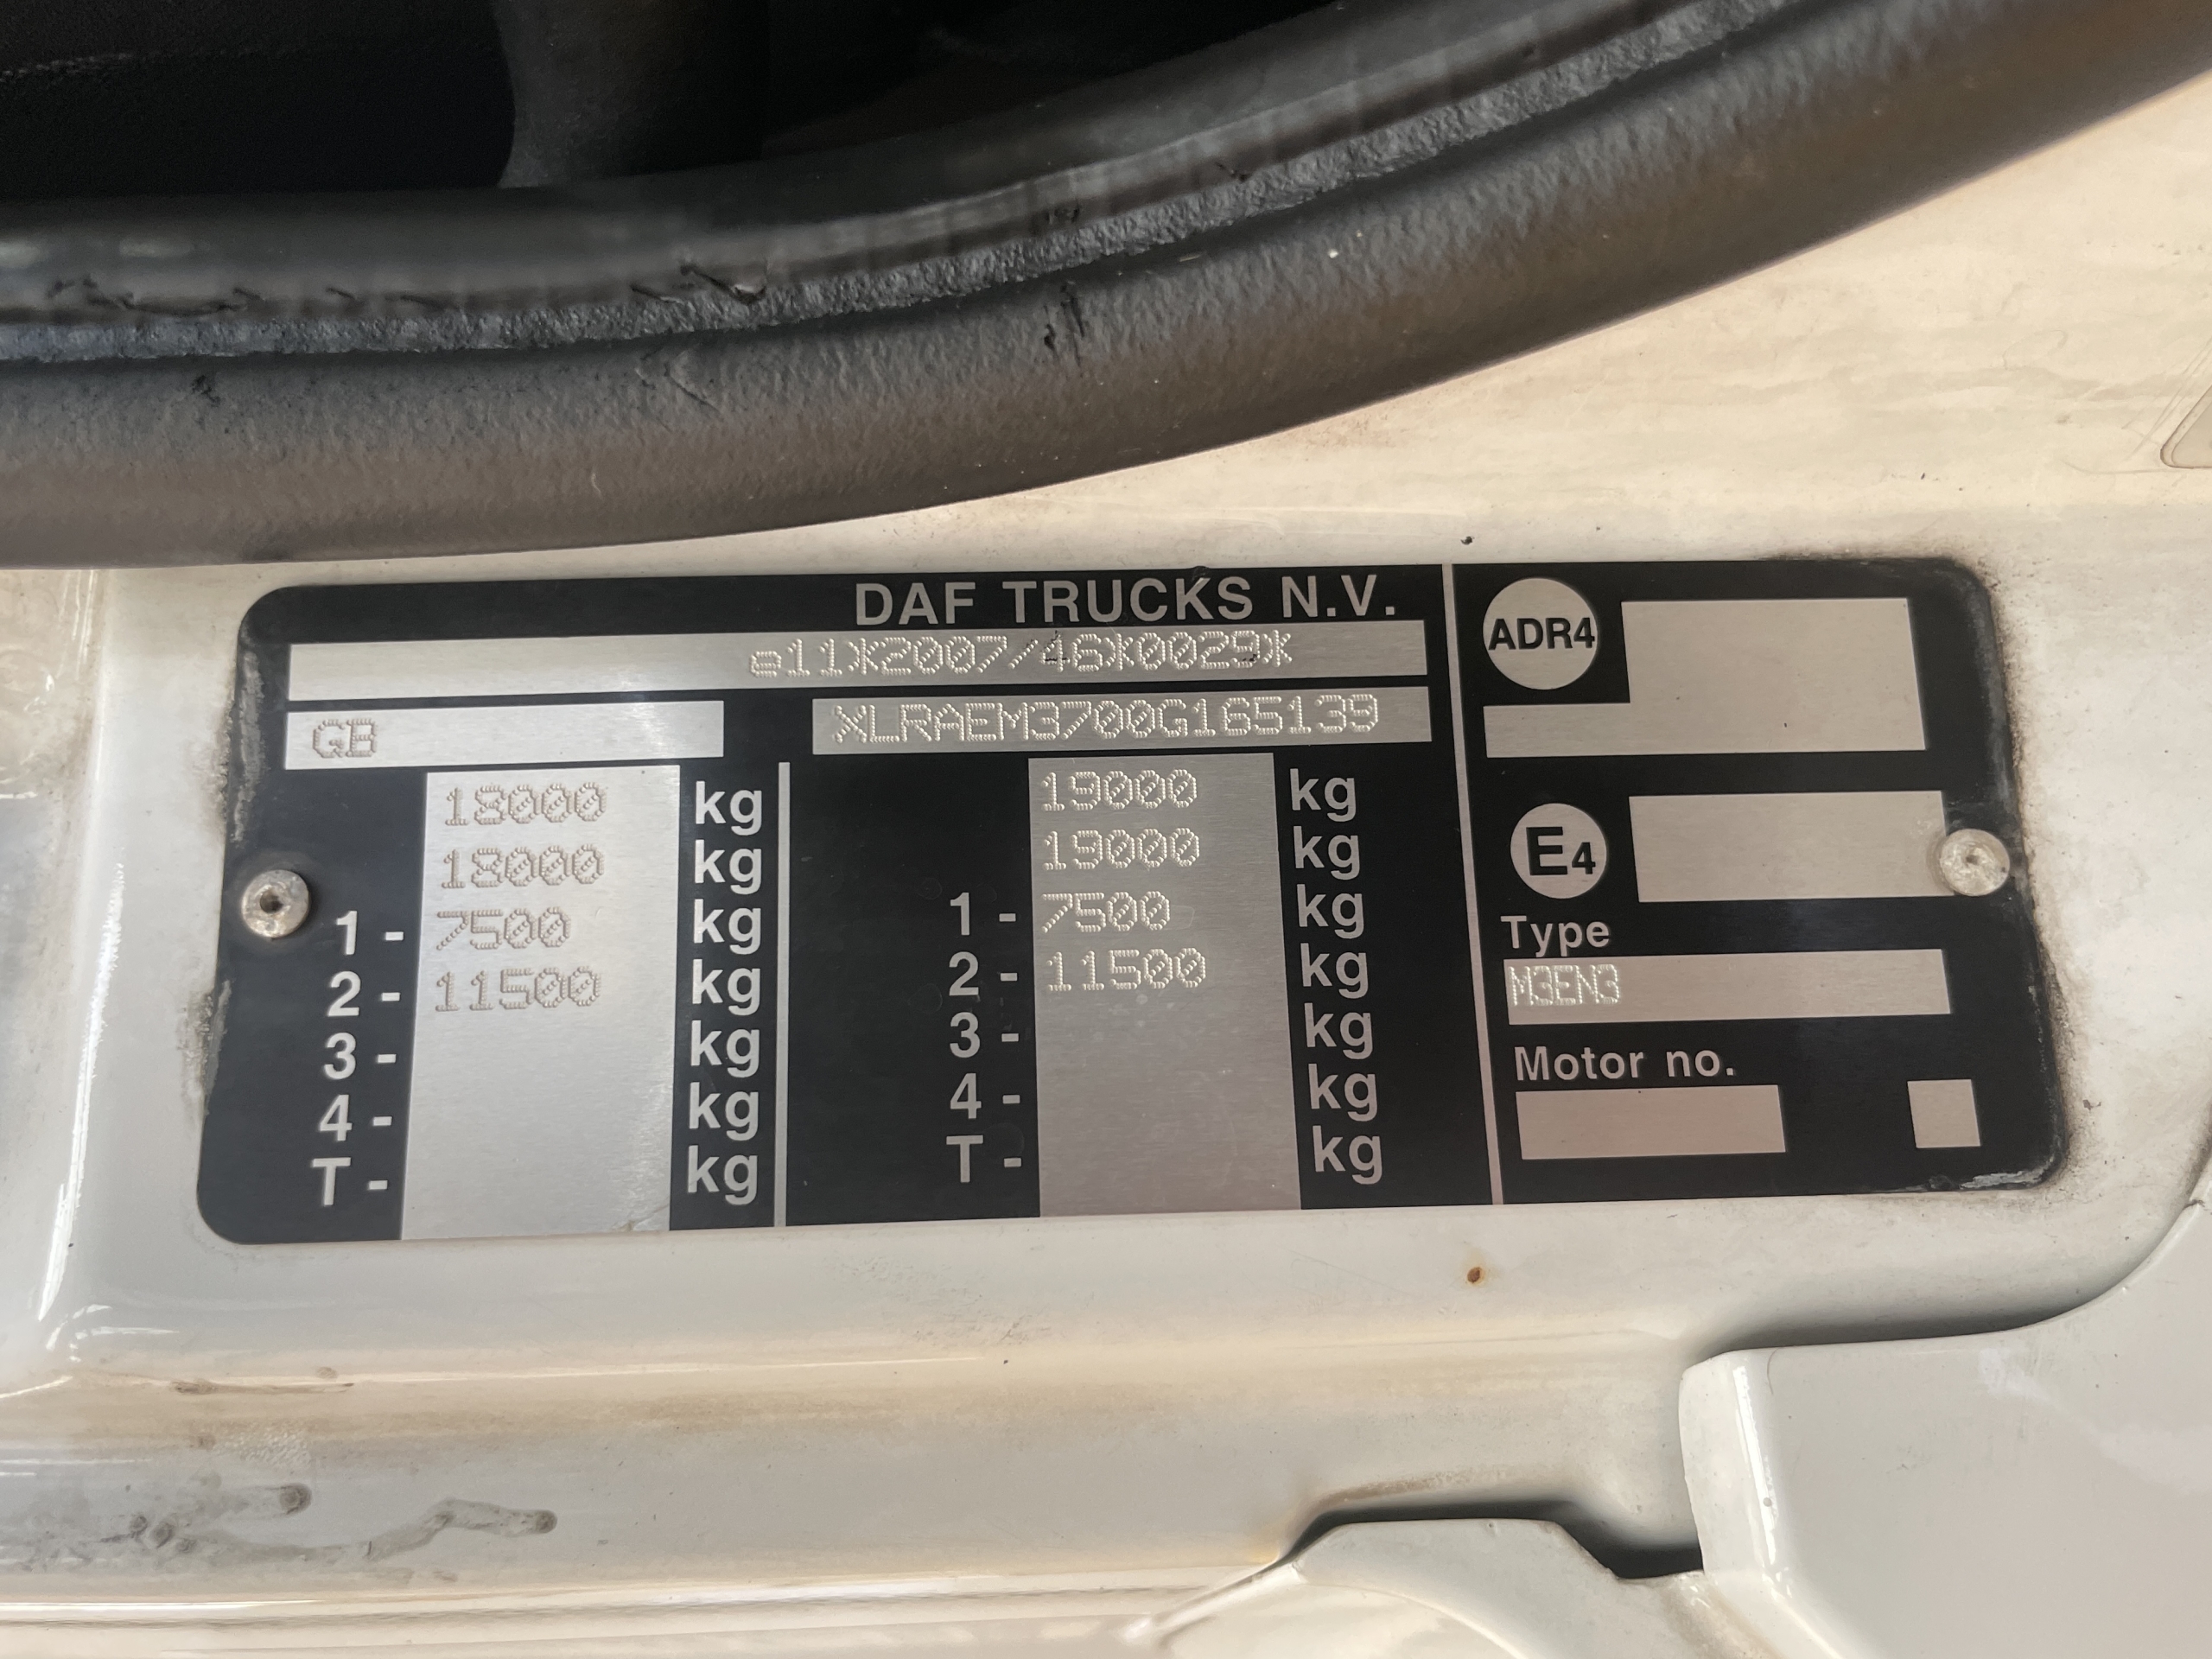 DAF TRUCKS N.V.
e11*2007/46*0029*
GB XLRAEM3700G165139
18000 kg 19000 kg
18000 kg 19000 kg
1- 7500 kg 1- 7500 kg
2- 11500 kg 2- 11500 kg
3- kg 3- kg
4- kg 4- kg
T- kg T- kg
ADR4
E4
Type
M3EN3
Motor no.